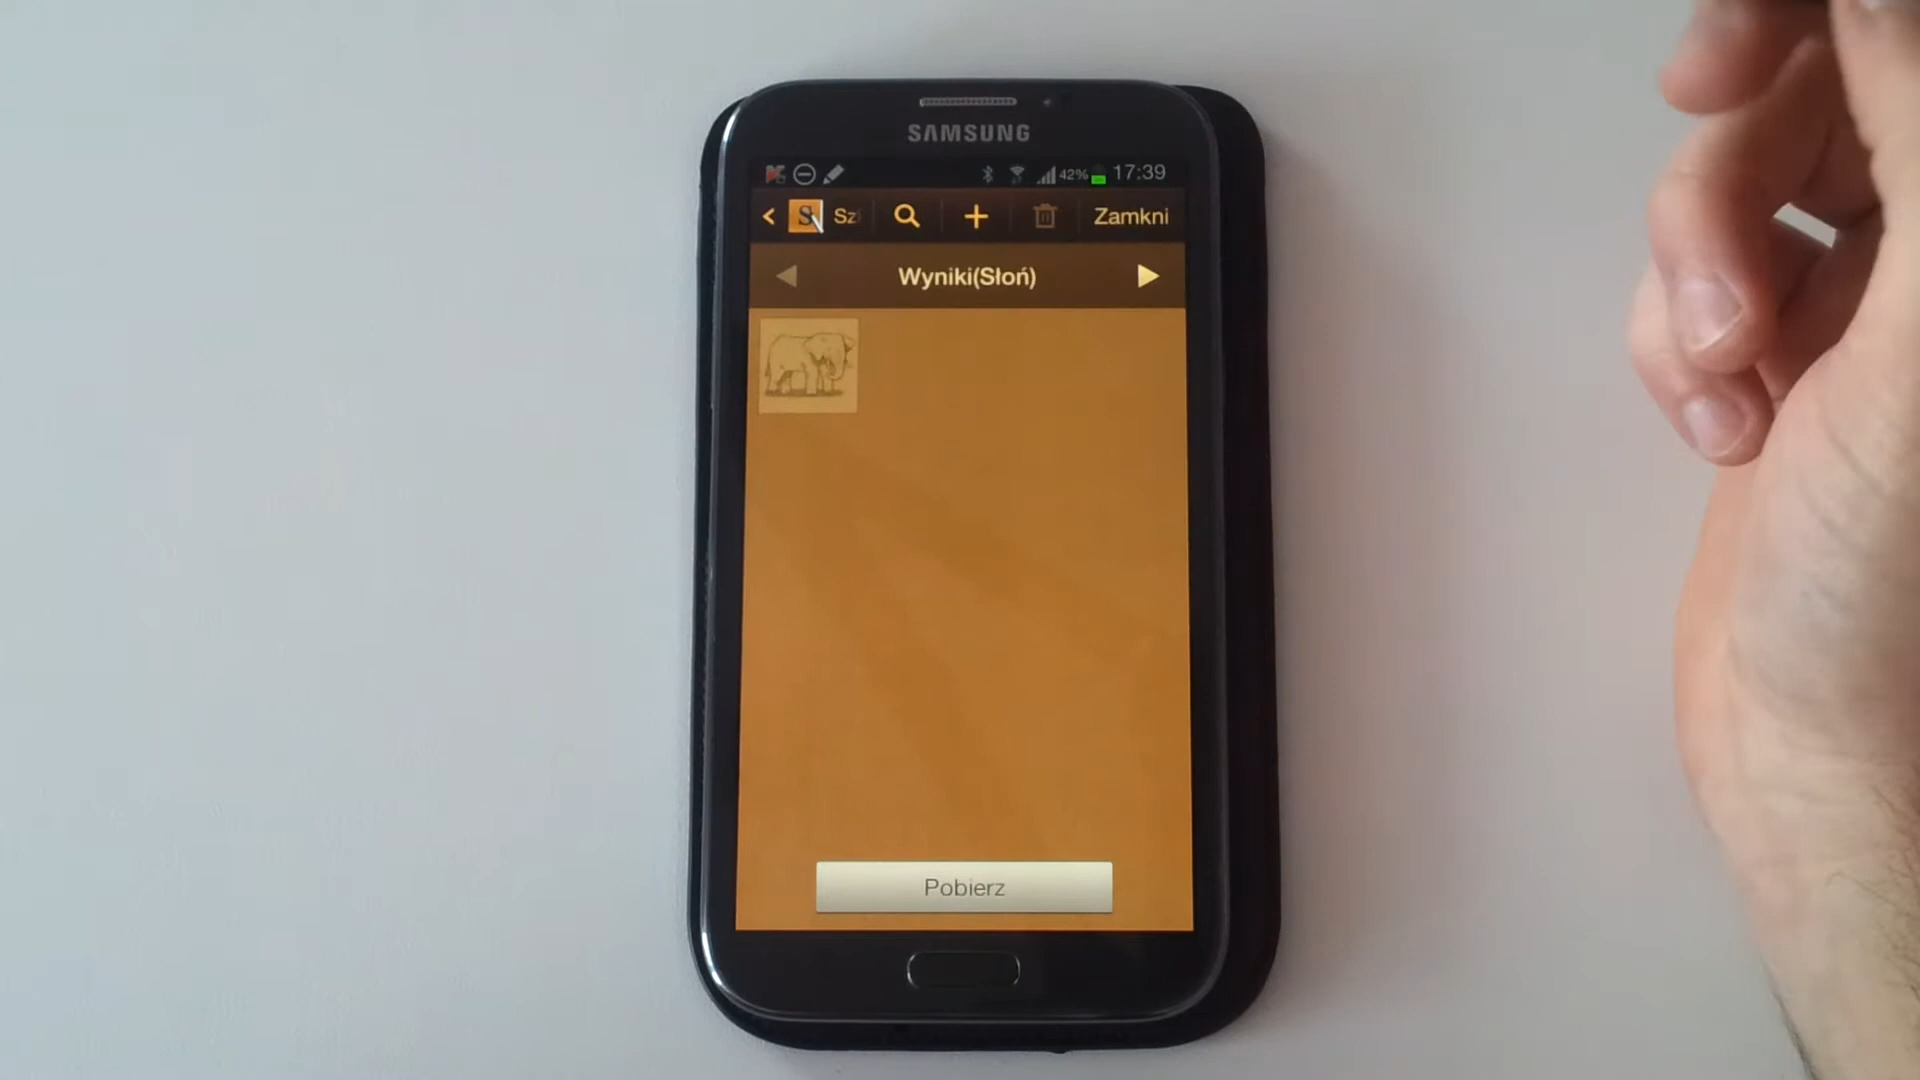 SAMSUNG
42% 17:39
S Sz Zamkni
Wyniki(Słoń)
Pobierz